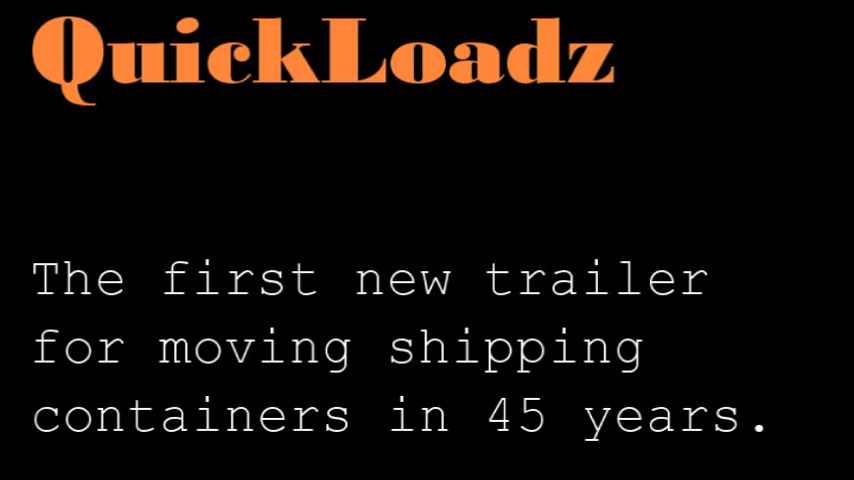 QuickLoadz
The first new trailer
for moving shipping
containers in 45 years.